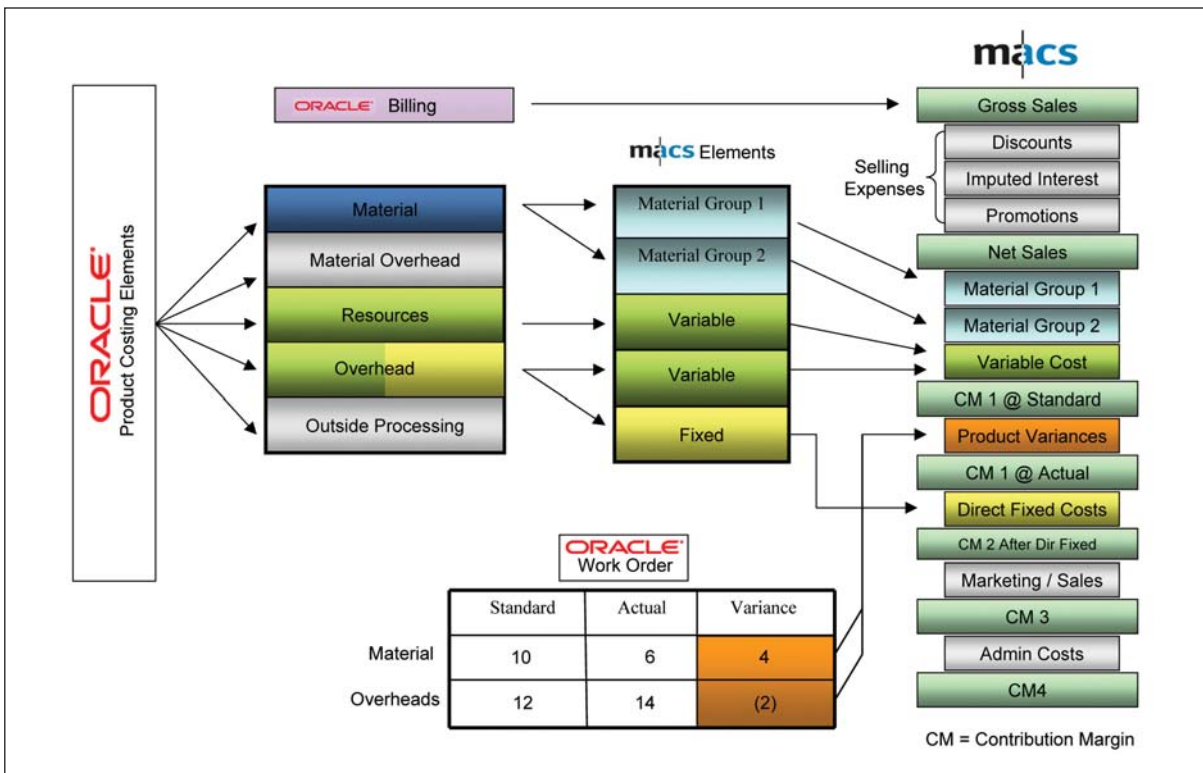 macs
ORACLE
Product Costing Elements
ORACLE Billing
Material
Material Overhead
Resources
Overhead
Outside Processing
macs Elements
Material Group 1
Material Group 2
Variable
Variable
Fixed
Gross Sales
Selling
Expenses
Discounts
Imputed Interest
Promotions
Net Sales
Material Group 1
Material Group 2
Variable Cost
CM 1 @ Standard
Product Variances
CM 1 @ Actual
Direct Fixed Costs
CM 2 After Dir Fixed
Marketing / Sales
CM 3
Admin Costs
CM4
CM = Contribution Margin
ORACLE
Work Order
Standard Actual Variance
Material 10 6 4
Overheads 12 14 (2)